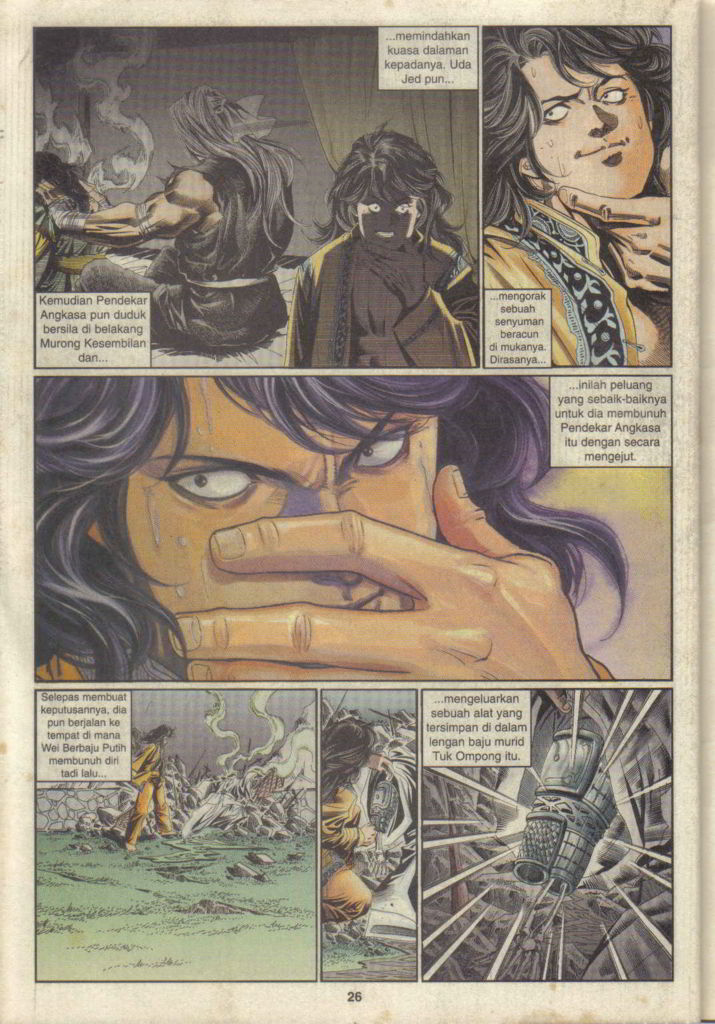 Kemudian Pendekar
Angkasa pun duduk
bersila di belakang
Murong Kesembilan
dan...
...memindahkan
kuasa dalaman
kepadanya. Uda
Jed pun...
...mengorak
sebuah
senyuman
beracun
di mukanya.
Dirasanya...
...inilah peluang
yang sebaik-baiknya
untuk dia membunuh
Pendekar Angkasa
itu dengan secara
mengejut.
Selepas membuat
keputusannya, dia
pun berjalan ke
tempat di mana
Wei Berbaju Putih
membunuh diri
tadi lalu...
...mengeluarkan
sebuah alat yang
tersimpan di dalam
lengan baju murid
Tuk Ompong itu.
26